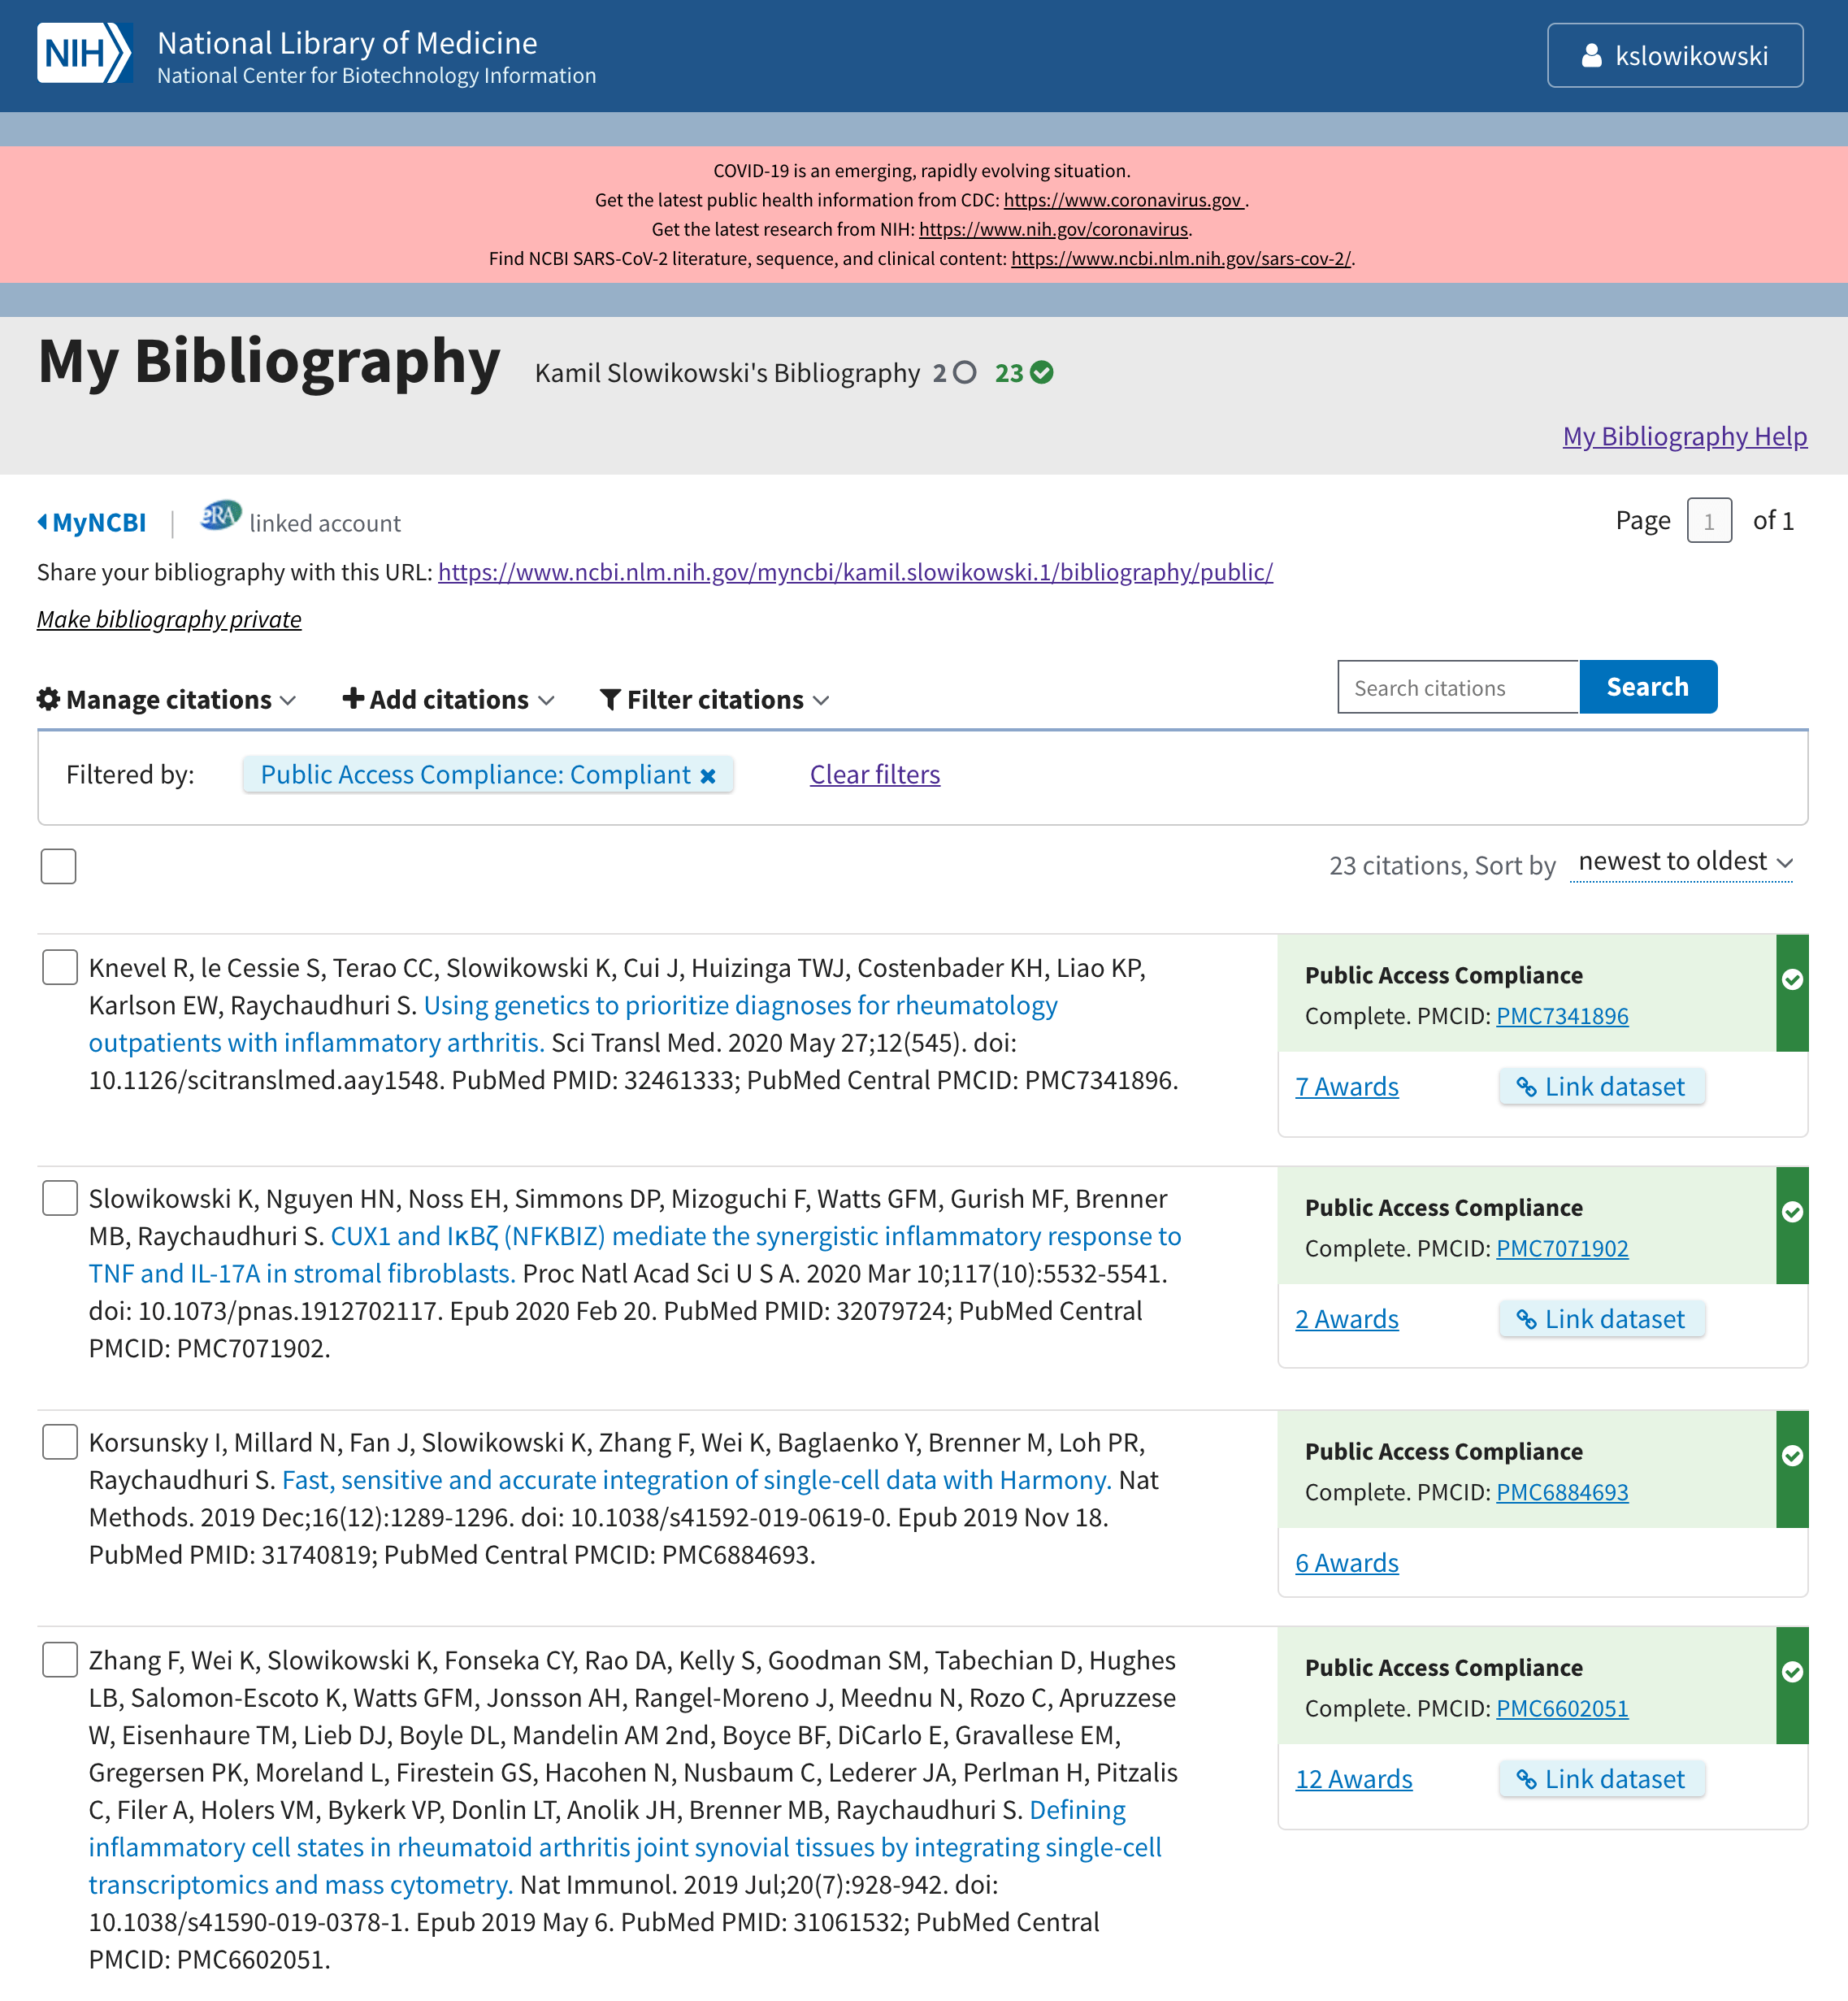 NIH
National Library of Medicine
National Center for Biotechnology Information
kslowikowski
COVID-19 is an emerging, rapidly evolving situation.
Get the latest public health information from CDC: https://www.coronavirus.gov .
Get the latest research from NIH: https://www.nih.gov/coronavirus.
Find NCBI SARS-CoV-2 literature, sequence, and clinical content: https://www.ncbi.nlm.nih.gov/sars-cov-2/.
My Bibliography Kamil Slowikowski's Bibliography 2 23
My Bibliography Help
MyNCBI | eRA linked account
Page 1 of 1
Share your bibliography with this URL: https://www.ncbi.nlm.nih.gov/myncbi/kamil.slowikowski.1/bibliography/public/
Make bibliography private
Manage citations Add citations Filter citations
Search citations Search
Filtered by: Public Access Compliance: Compliant Clear filters
23 citations, Sort by newest to oldest
Knevel R, le Cessie S, Terao CC, Slowikowski K, Cui J, Huizinga TWJ, Costenbader KH, Liao KP,
Karlson EW, Raychaudhuri S. Using genetics to prioritize diagnoses for rheumatology
outpatients with inflammatory arthritis. Sci Transl Med. 2020 May 27;12(545). doi:
10.1126/scitranslmed.aay1548. PubMed PMID: 32461333; PubMed Central PMCID: PMC7341896.
Public Access Compliance
Complete. PMCID: PMC7341896
7 Awards Link dataset
Slowikowski K, Nguyen HN, Noss EH, Simmons DP, Mizoguchi F, Watts GFM, Gurish MF, Brenner
MB, Raychaudhuri S. CUX1 and IκBζ (NFKBIZ) mediate the synergistic inflammatory response to
TNF and IL-17A in stromal fibroblasts. Proc Natl Acad Sci U S A. 2020 Mar 10;117(10):5532-5541.
doi: 10.1073/pnas.1912702117. Epub 2020 Feb 20. PubMed PMID: 32079724; PubMed Central
PMCID: PMC7071902.
Public Access Compliance
Complete. PMCID: PMC7071902
2 Awards Link dataset
Korsunsky I, Millard N, Fan J, Slowikowski K, Zhang F, Wei K, Baglaenko Y, Brenner M, Loh PR,
Raychaudhuri S. Fast, sensitive and accurate integration of single-cell data with Harmony. Nat
Methods. 2019 Dec;16(12):1289-1296. doi: 10.1038/s41592-019-0619-0. Epub 2019 Nov 18.
PubMed PMID: 31740819; PubMed Central PMCID: PMC6884693.
Public Access Compliance
Complete. PMCID: PMC6884693
6 Awards
Zhang F, Wei K, Slowikowski K, Fonseka CY, Rao DA, Kelly S, Goodman SM, Tabechian D, Hughes
LB, Salomon-Escoto K, Watts GFM, Jonsson AH, Rangel-Moreno J, Meednu N, Rozo C, Apruzzese
W, Eisenhaure TM, Lieb DJ, Boyle DL, Mandelin AM 2nd, Boyce BF, DiCarlo E, Gravallese EM,
Gregersen PK, Moreland L, Firestein GS, Hacohen N, Nusbaum C, Lederer JA, Perlman H, Pitzalis
C, Filer A, Holers VM, Bykerk VP, Donlin LT, Anolik JH, Brenner MB, Raychaudhuri S. Defining
inflammatory cell states in rheumatoid arthritis joint synovial tissues by integrating single-cell
transcriptomics and mass cytometry. Nat Immunol. 2019 Jul;20(7):928-942. doi:
10.1038/s41590-019-0378-1. Epub 2019 May 6. PubMed PMID: 31061532; PubMed Central
PMCID: PMC6602051.
Public Access Compliance
Complete. PMCID: PMC6602051
12 Awards Link dataset